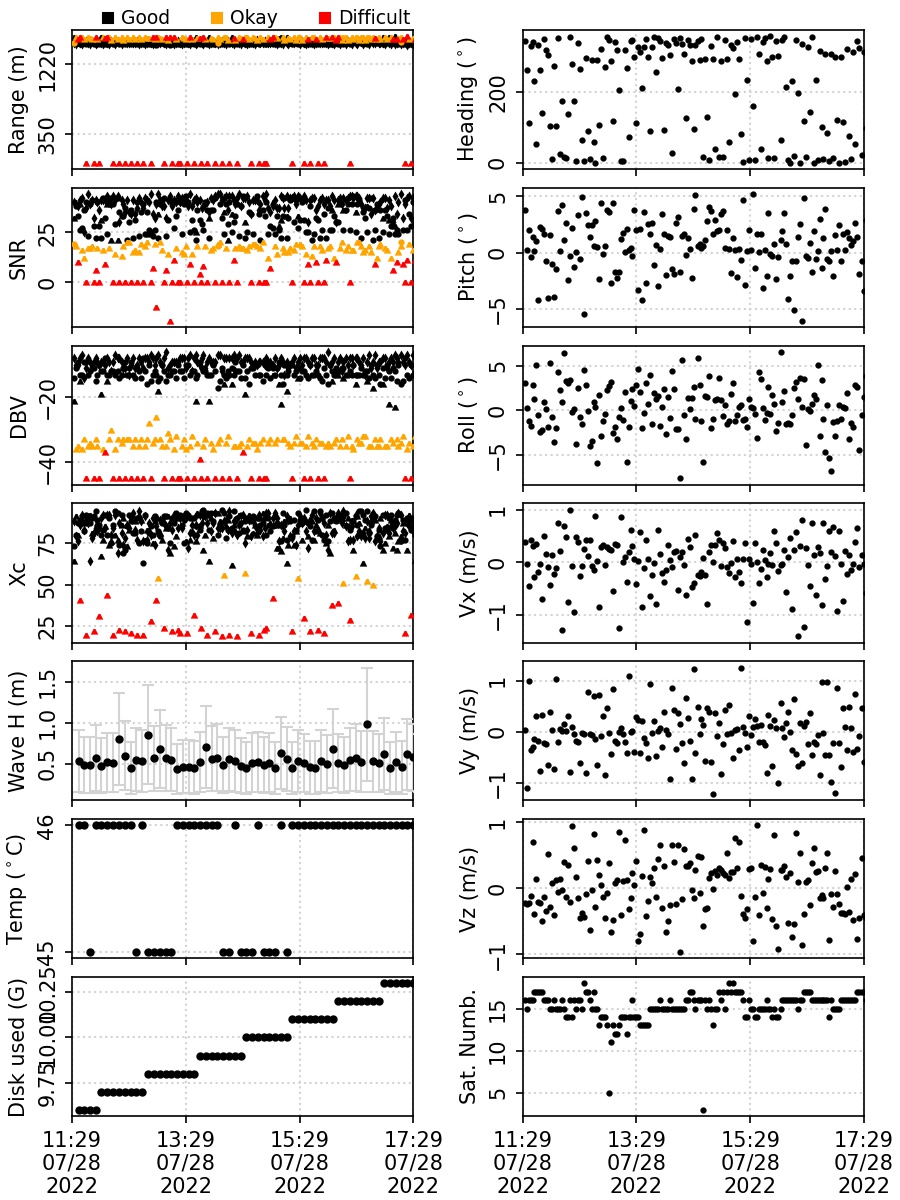 Good Okay Difficult
Range (m)
1220
350
Heading (°)
200
0
SNR
25
0
Pitch (°)
5
0
−5
DBV
−20
−40
Roll (°)
5
0
−5
Xc
75
50
25
Vx (m/s)
1
0
−1
Wave H (m)
1.5
1.0
0.5
Vy (m/s)
1
0
−1
Temp (°C)
46
45
Vz (m/s)
1
0
−1
Disk used (G)
10.25
10.00
9.75
Sat. Numb.
15
10
5
11:29 13:29 15:29 17:29
07/28 07/28 07/28 07/28
2022 2022 2022 2022
11:29 13:29 15:29 17:29
07/28 07/28 07/28 07/28
2022 2022 2022 2022